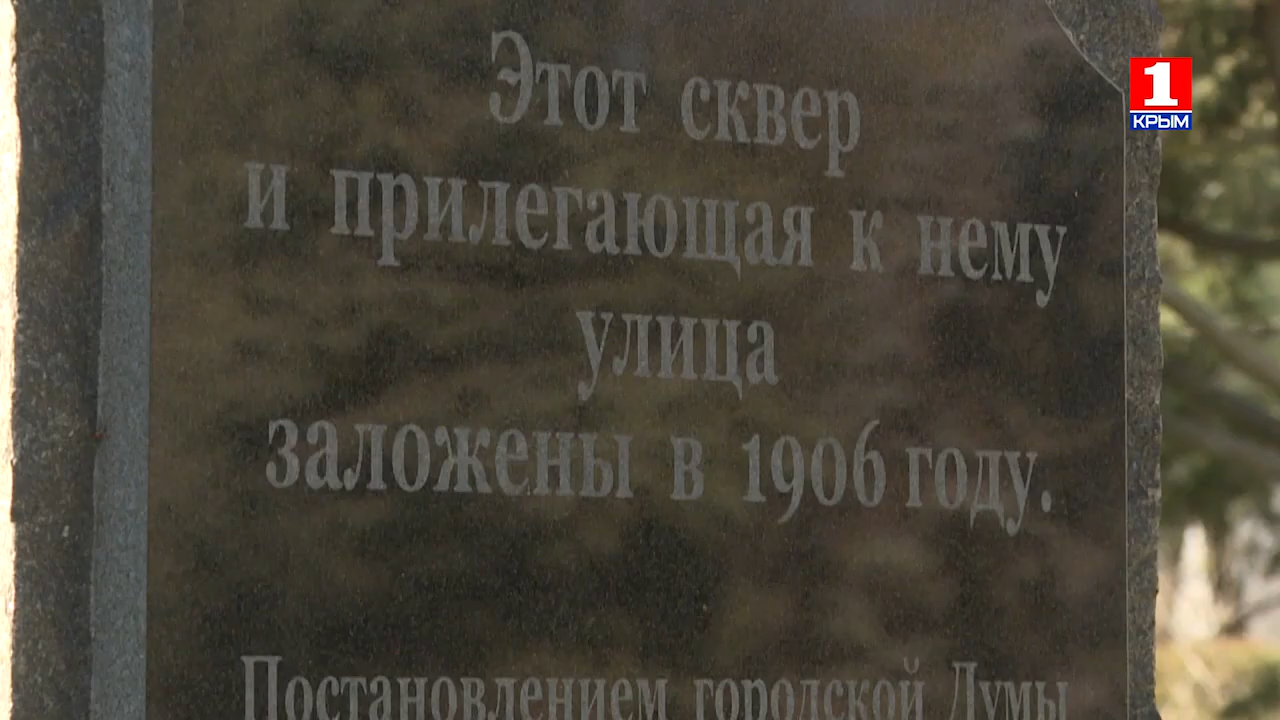 Этот сквер
и прилегающая к нему
улица
заложены в 1906 году.
Постановлением городской Думы
1
КРЫМ